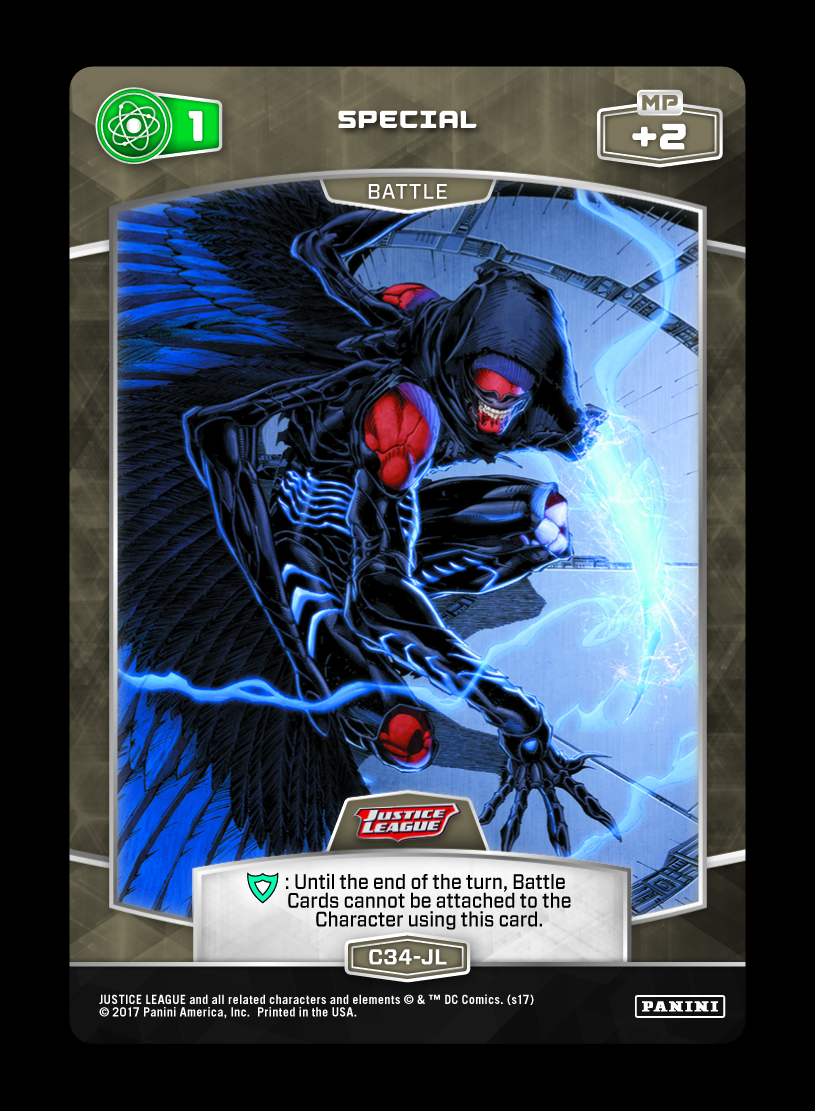 1
SPECIAL
MP
+2
BATTLE
JUSTICE
LEAGUE
: Until the end of the turn, Battle
Cards cannot be attached to the
Character using this card.
C34-JL
JUSTICE LEAGUE and all related characters and elements © & ™ DC Comics. (s17)
© 2017 Panini America, Inc. Printed in the USA.
PANINI